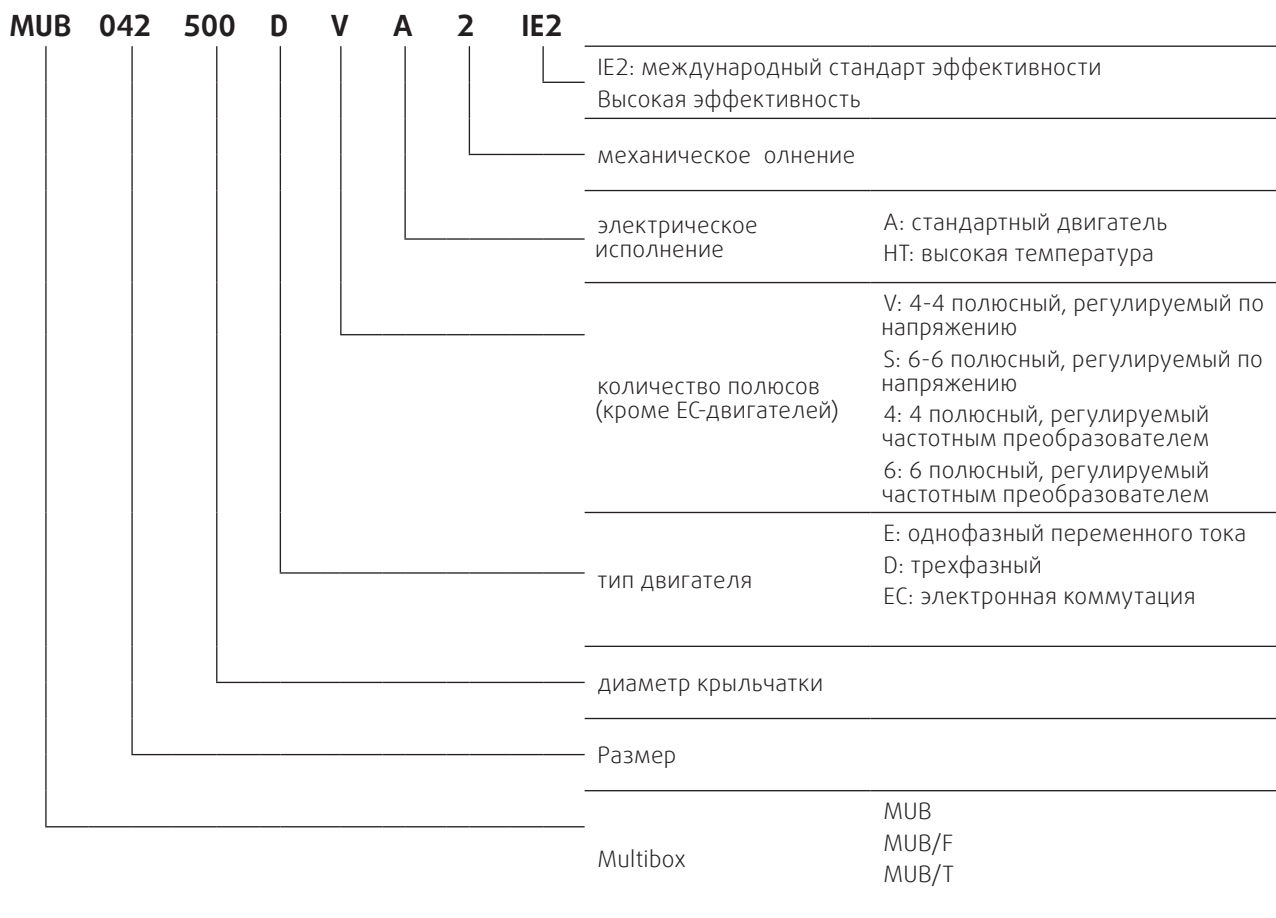 MUB 042 500 D V A 2 IE2
IE2: международный стандарт эффективности
Высокая эффективность
механическое олнение
электрическое
исполнение
A: стандартный двигатель
HT: высокая температура
количество полюсов
(кроме EC-двигателей)
V: 4-4 полюсный, регулируемый по
напряжению
S: 6-6 полюсный, регулируемый по
напряжению
4: 4 полюсный, регулируемый
частотным преобразователем
6: 6 полюсный, регулируемый
частотным преобразователем
тип двигателя
E: однофазный переменного тока
D: трехфазный
EC: электронная коммутация
диаметр крыльчатки
Размер
Multibox
MUB
MUB/F
MUB/T